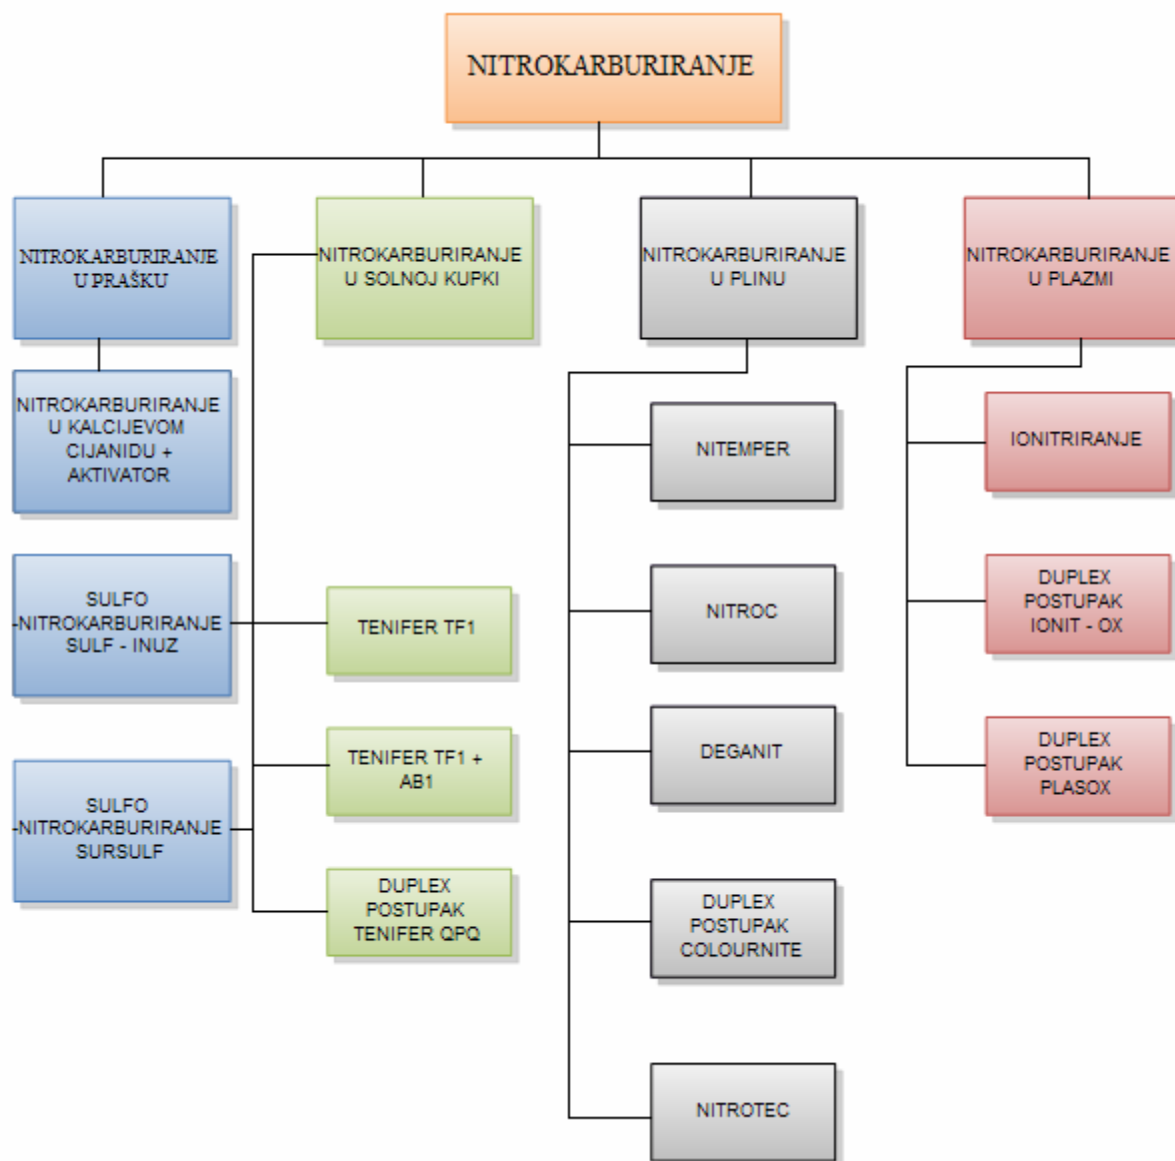 NITROKARBURIRANJE
NITROKARBURIRANJE
U PRAŠKU
NITROKARBURIRANJE
U SOLNOJ KUPKI
NITROKARBURIRANJE
U PLINU
NITROKARBURIRANJE
U PLAZMI
NITROKARBURIRANJE
U KALCIJEVOM
CIJANIDU +
AKTIVATOR
SULFO
-NITROKARBURIRANJE
SULF - INUZ
SULFO
-NITROKARBURIRANJE
SURSULF
TENIFER TF1
TENIFER TF1 +
AB1
DUPLEX
POSTUPAK
TENIFER QPQ
NITEMPER
NITROC
DEGANIT
DUPLEX
POSTUPAK
COLOURNITE
NITROTEC
IONITRIRANJE
DUPLEX
POSTUPAK
IONIT - OX
DUPLEX
POSTUPAK
PLASOX